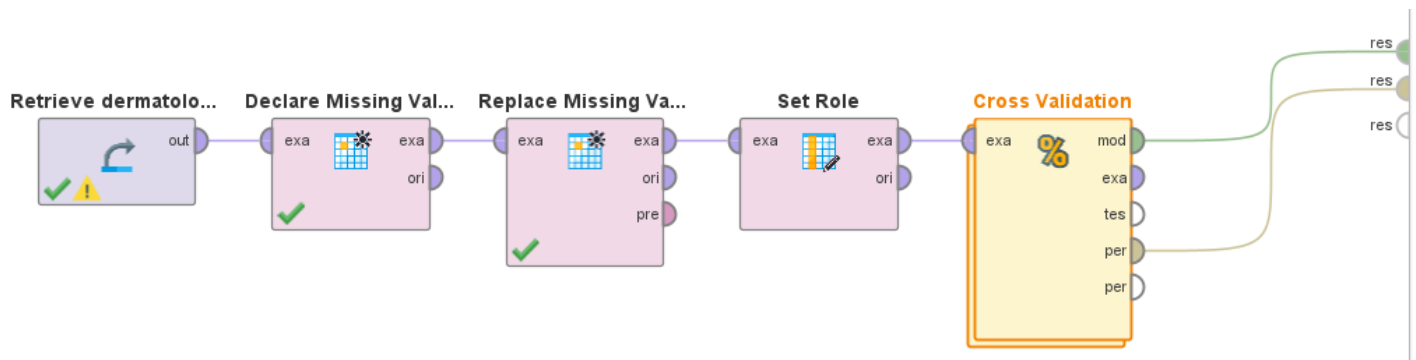 res
res
Retrieve dermatolo...
Declare Missing Val...
Replace Missing Va...
Set Role
Cross Validation
res
out
exa
exa
exa
exa
exa
exa
exa
mod
ori
ori
ori
exa
pre
tes
per
per